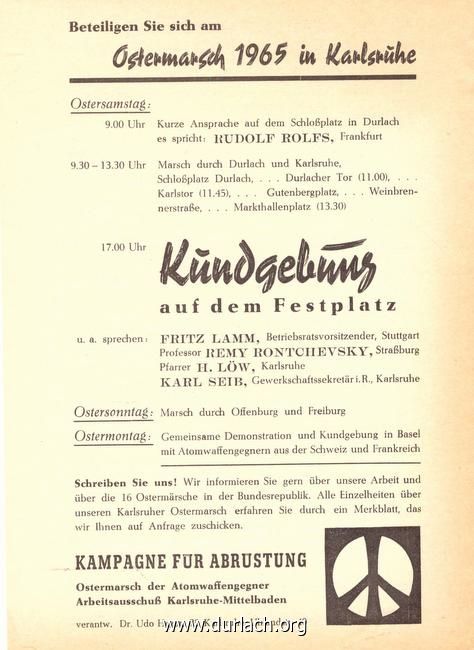 Beteiligen Sie sich am
Ostermarsch 1965 in Karlsruhe
Ostersamstag:
9.00 Uhr Kurze Ansprache auf dem Schloßplatz in Durlach
es spricht: RUDOLF ROLFS, Frankfurt
9.30 – 13.30 Uhr Marsch durch Durlach und Karlsruhe,
Schloßplatz Durlach, . . . Durlacher Tor (11.00), . . .
Karlstor (11.45), . . . Gutenbergplatz, . . . Weinbren-
nerstraße, . . . Markthallenplatz (13.30)
17.00 Uhr Kundgebung
auf dem Festplatz
u. a. sprechen: FRITZ LAMM, Betriebsratsvorsitzender, Stuttgart
Professor REMY RONTCHEVSKY, Straßburg
Pfarrer H. LÖW, Karlsruhe
KARL SEIB, Gewerkschaftssekretär i. R., Karlsruhe
Ostersonntag: Marsch durch Offenburg und Freiburg
Ostermontag: Gemeinsame Demonstration und Kundgebung in Basel
mit Atomwaffengegnern aus der Schweiz und Frankreich
Schreiben Sie uns! Wir informieren Sie gern über unsere Arbeit und
über die 16 Ostermärsche in der Bundesrepublik. Alle Einzelheiten über
unseren Karlsruher Ostermarsch erfahren Sie durch ein Merkblatt, das
wir Ihnen auf Anfrage zuschicken.
KAMPAGNE FÜR ABRÜSTUNG
Ostermarsch der Atomwaffengegner
Arbeitsausschuß Karlsruhe-Mittelbaden
verantw. Dr. Udo
www.durlach.org